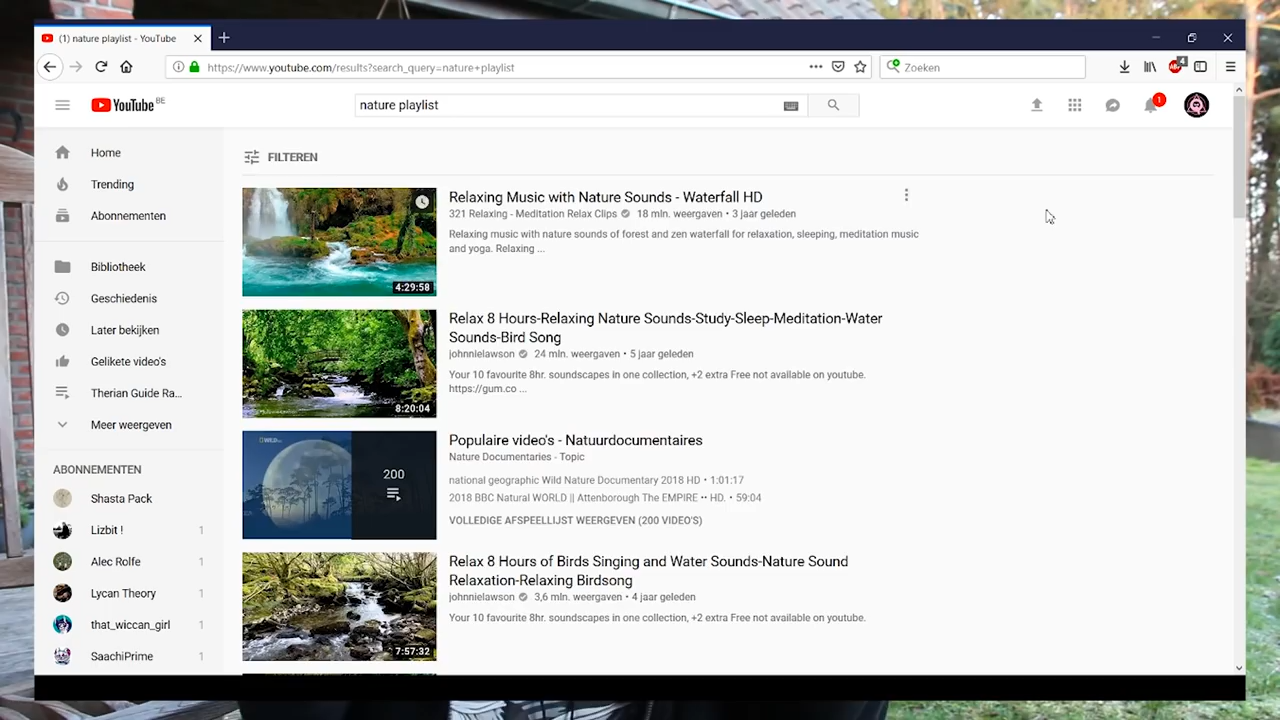 (1) nature playlist - YouTube
https://www.youtube.com/results?search_query=nature+playlist
Zoeken
4
YouTube BE
nature playlist
1
Home
Trending
Abonnementen
Bibliotheek
Geschiedenis
Later bekijken
Gelikete video's
Therian Guide Ra...
Meer weergeven
ABONNEMENTEN
Shasta Pack
Lizbit ! 1
Alec Rolfe 1
Lycan Theory 1
that_wiccan_girl 1
SaachiPrime 1
FILTEREN
4:29:58
Relaxing Music with Nature Sounds - Waterfall HD
321 Relaxing - Meditation Relax Clips 18 mln. weergaven • 3 jaar geleden
Relaxing music with nature sounds of forest and zen waterfall for relaxation, sleeping, meditation music
and yoga. Relaxing ...
8:20:04
Relax 8 Hours-Relaxing Nature Sounds-Study-Sleep-Meditation-Water
Sounds-Bird Song
johnnielawson 24 mln. weergaven • 5 jaar geleden
Your 10 favourite 8hr. soundscapes in one collection, +2 extra Free not available on youtube.
https://gum.co ...
200
Populaire video's - Natuurdocumentaires
Nature Documentaries - Topic
national geographic Wild Nature Documentary 2018 HD • 1:01:17
2018 BBC Natural WORLD || Attenborough The EMPIRE •• HD. • 59:04
VOLLEDIGE AFSPEELLIJST WEERGEVEN (200 VIDEO'S)
7:57:32
Relax 8 Hours of Birds Singing and Water Sounds-Nature Sound
Relaxation-Relaxing Birdsong
johnnielawson 3,6 mln. weergaven • 4 jaar geleden
Your 10 favourite 8hr. soundscapes in one collection, +2 extra Free not available on youtube.